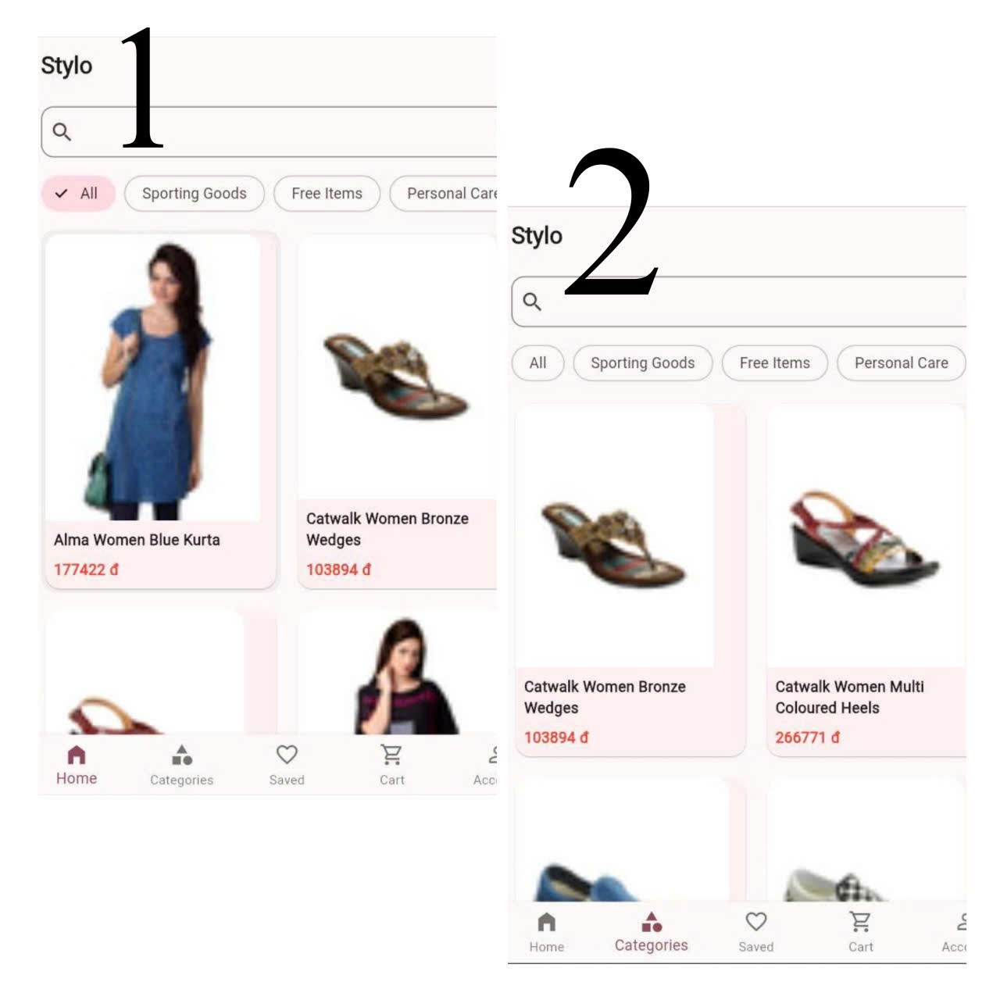 1
Stylo
All
Sporting Goods
Free Items
Personal Care
Alma Women Blue Kurta
177422 đ
Catwalk Women Bronze
Wedges
103894 đ
Home
Categories
Saved
Cart
2
Stylo
All
Sporting Goods
Free Items
Personal Care
Catwalk Women Bronze
Wedges
103894 đ
Catwalk Women Multi
Coloured Heels
266771 đ
Home
Categories
Saved
Cart